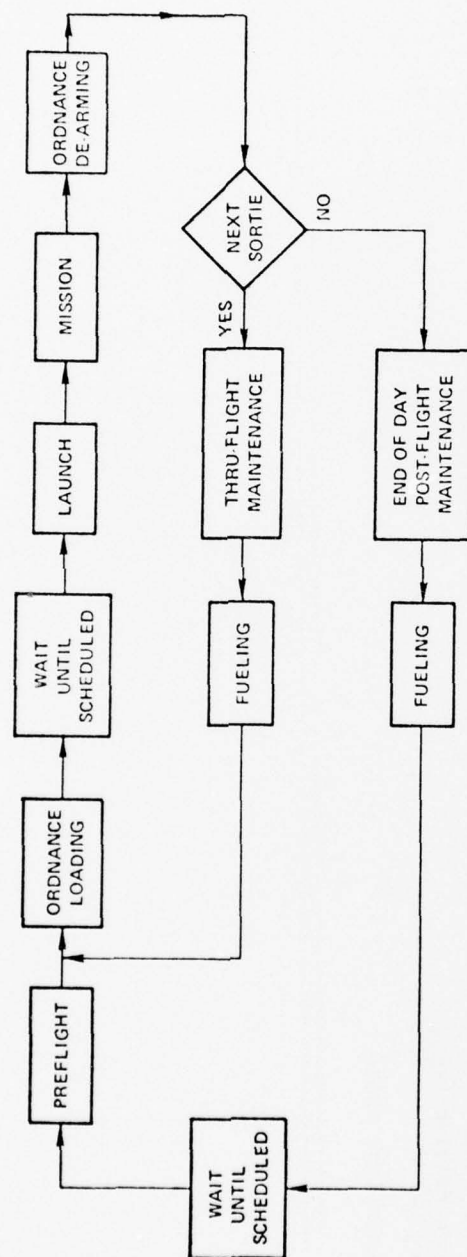 WAIT
UNTIL
SCHEDULED
PREFLIGHT
ORDNANCE
LOADING
WAIT
UNTIL
SCHEDULED
LAUNCH
MISSION
ORDNANCE
DE-ARMING
NEXT
SORTIE
YES
THRU-FLIGHT
MAINTENANCE
FUELING
NO
END OF DAY
POST-FLIGHT
MAINTENANCE
FUELING